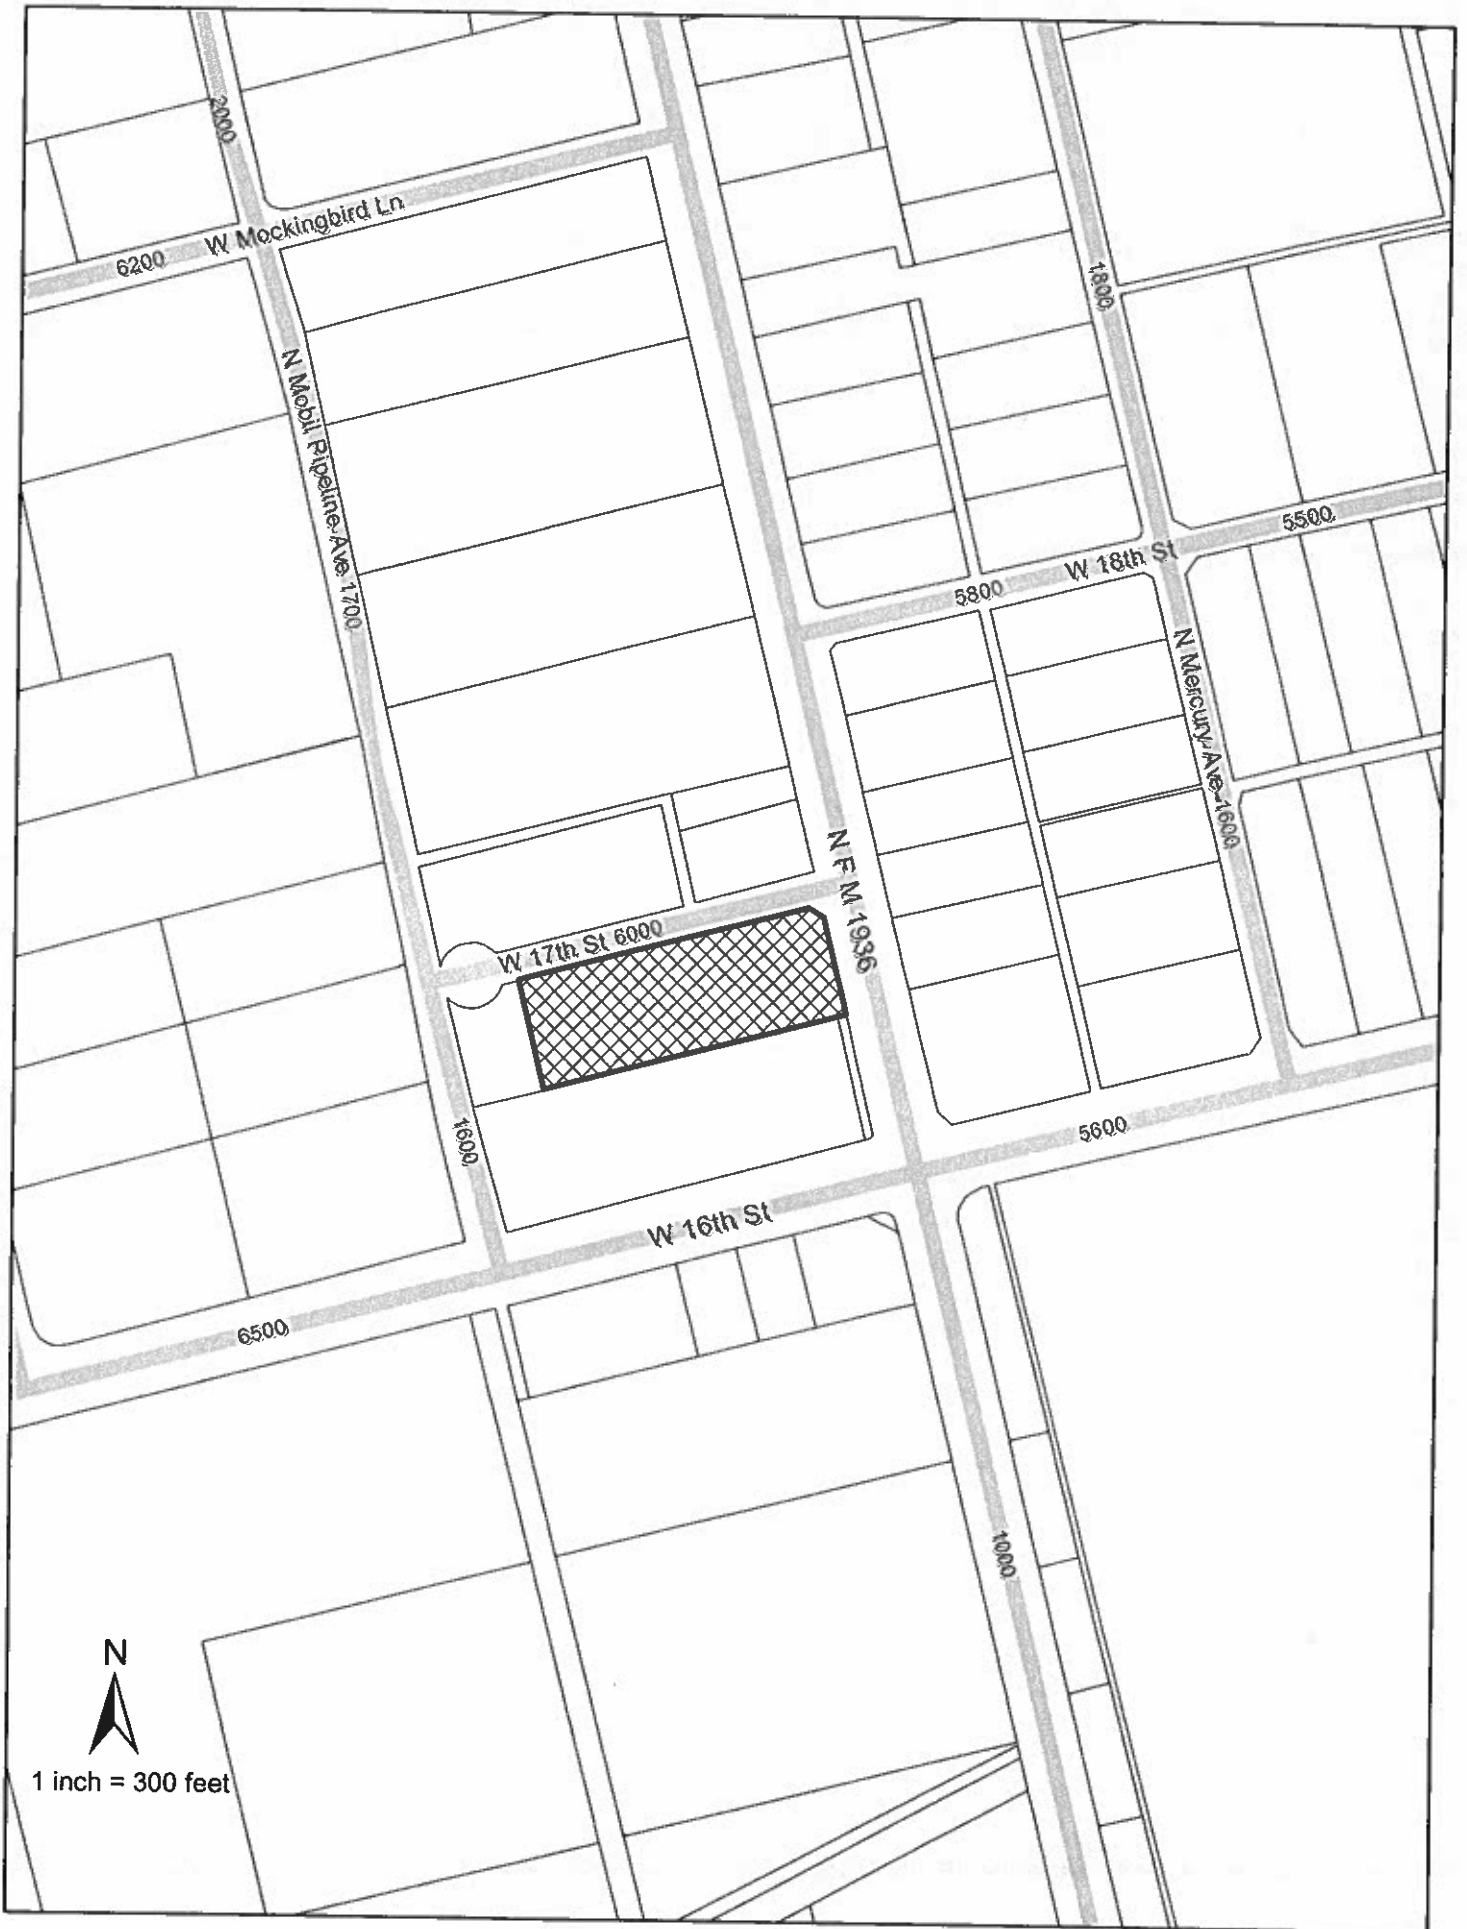 2000
W Mockingbird Ln
6200
1800
N Mobil Pipeline Ave 1700
5500
W 18th St
5800
N Mercury Ave 1600
N F M 1936
W 17th St 6000
1600
5600
W 16th St
6500
1000
N
1 inch = 300 feet